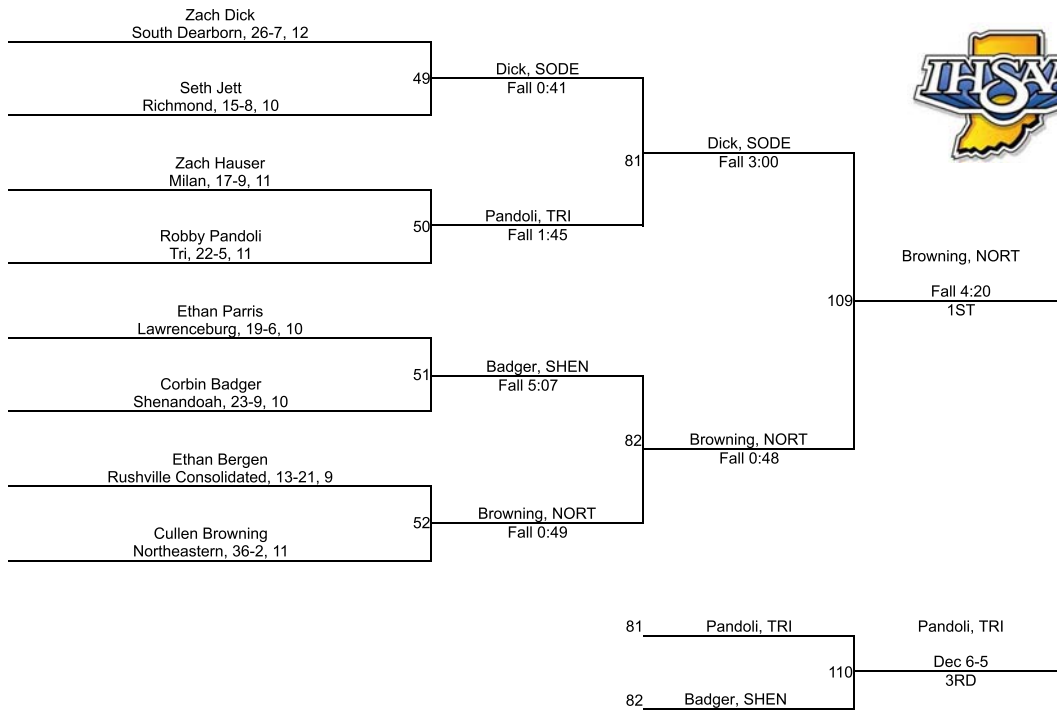 Zach Dick
South Dearborn, 26-7, 12
49
Seth Jett
Richmond, 15-8, 10
Dick, SODE
Fall 0:41
81
Zach Hauser
Milan, 17-9, 11
50
Robby Pandoli
Tri, 22-5, 11
Pandoli, TRI
Fall 1:45
Dick, SODE
Fall 3:00
109
Ethan Parris
Lawrenceburg, 19-6, 10
51
Corbin Badger
Shenandoah, 23-9, 10
Badger, SHEN
Fall 5:07
82
Ethan Bergen
Rushville Consolidated, 13-21, 9
52
Cullen Browning
Northeastern, 36-2, 11
Browning, NORT
Fall 0:49
Browning, NORT
Fall 0:48
IHSAA
Browning, NORT
Fall 4:20
1ST
81
Pandoli, TRI
110
82
Badger, SHEN
Pandoli, TRI
Dec 6-5
3RD